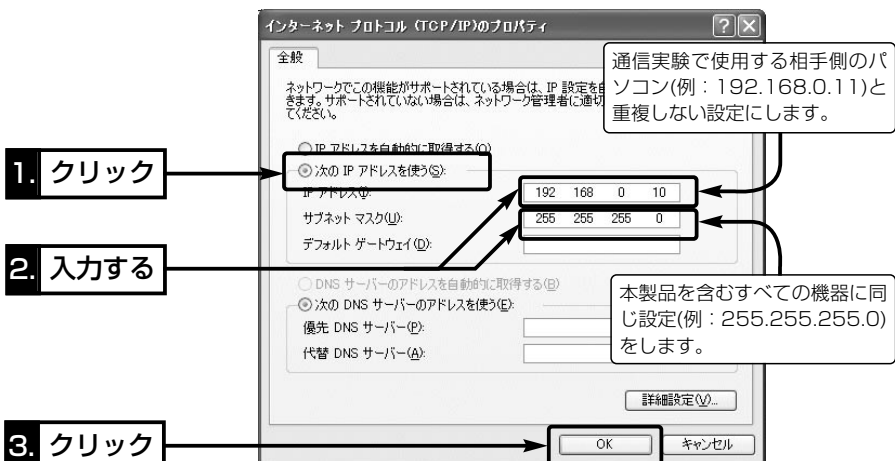 インターネット プロトコル (TCP/IP)のプロパティ
全般
ネットワークでこの機能がサポートされている場合は、IP 設定を自
きます。サポートされていない場合は、ネットワーク管理者に適切
てください。
通信実験で使用する相手側のパ
ソコン(例：192.168.0.11)と
重複しない設定にします。
IP アドレスを自動的に取得する(O)
1. クリック
次の IP アドレスを使う(S):
IP アドレス(I):
192 168 0 10
サブネット マスク(U):
255 255 255 0
デフォルト ゲートウェイ(D):
2. 入力する
DNS サーバーのアドレスを自動的に取得する(B)
次の DNS サーバーのアドレスを使う(E):
優先 DNS サーバー(P):
代替 DNS サーバー(A):
本製品を含むすべての機器に同
じ設定(例：255.255.255.0)
をします。
詳細設定(V)...
3. クリック
OK
キャンセル